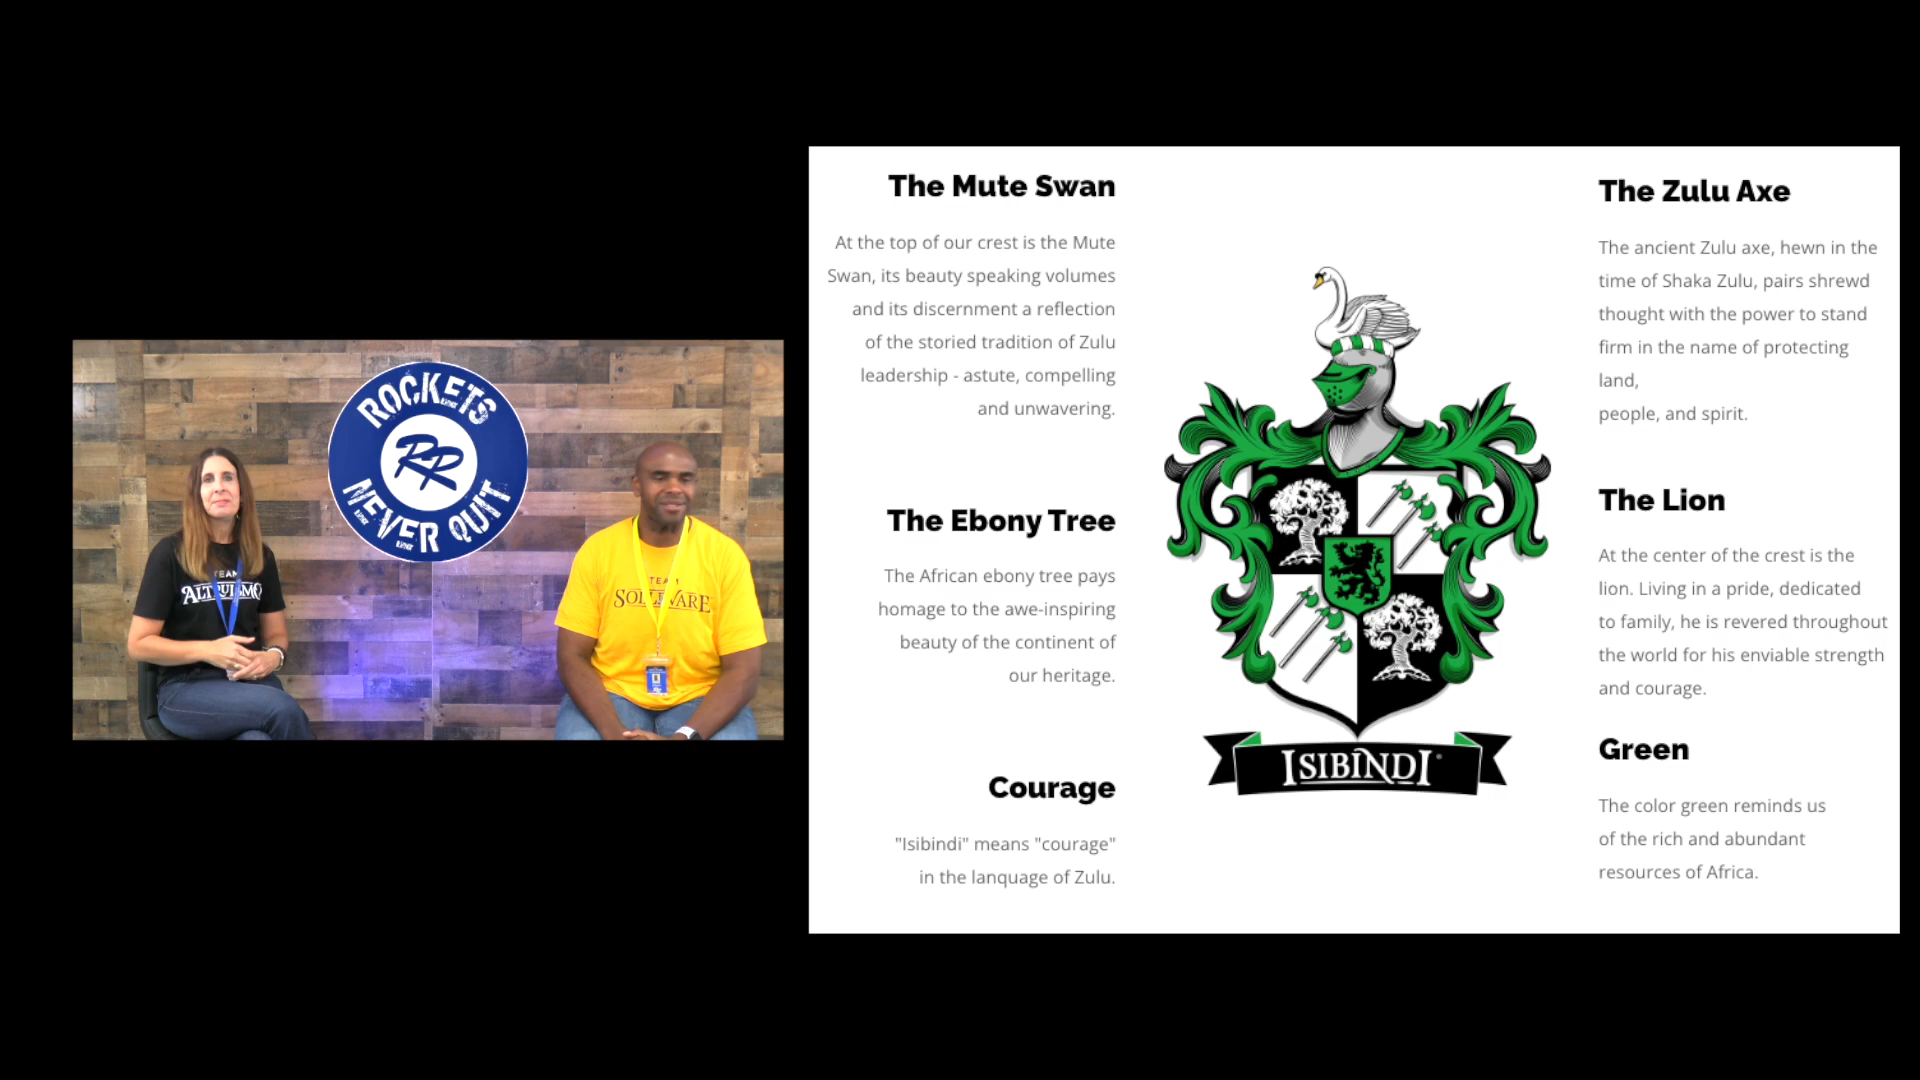 ROCKETS
RR
NEVER QUIT
TEAM
ALTRUISMO
TEAM
The Mute Swan
At the top of our crest is the Mute
Swan, its beauty speaking volumes
and its discernment a reflection
of the storied tradition of Zulu
leadership - astute, compelling
and unwavering.
The Ebony Tree
The African ebony tree pays
homage to the awe-inspiring
beauty of the continent of
our heritage.
Courage
"Isibindi" means "courage"
in the lanquage of Zulu.
ISIBINDI
The Zulu Axe
The ancient Zulu axe, hewn in the
time of Shaka Zulu, pairs shrewd
thought with the power to stand
firm in the name of protecting
land,
people, and spirit.
The Lion
At the center of the crest is the
lion. Living in a pride, dedicated
to family, he is revered throughout
the world for his enviable strength
and courage.
Green
The color green reminds us
of the rich and abundant
resources of Africa.